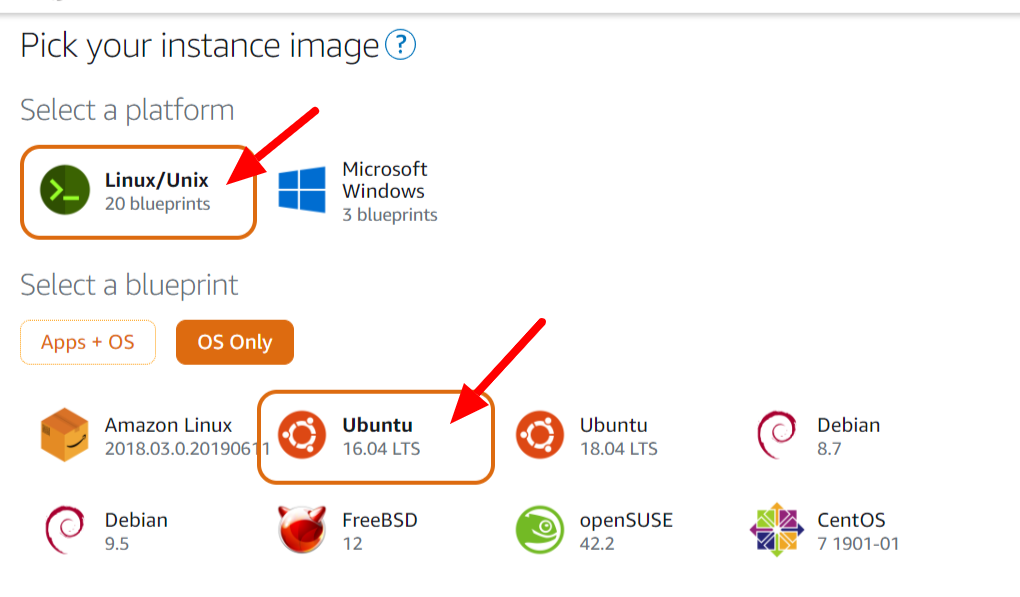 Pick your instance image ?
Select a platform
Linux/Unix
20 blueprints
Microsoft
Windows
3 blueprints
Select a blueprint
Apps + OS
OS Only
Amazon Linux
2018.03.0.20190611
Ubuntu
16.04 LTS
Ubuntu
18.04 LTS
Debian
8.7
Debian
9.5
FreeBSD
12
openSUSE
42.2
CentOS
7 1901-01